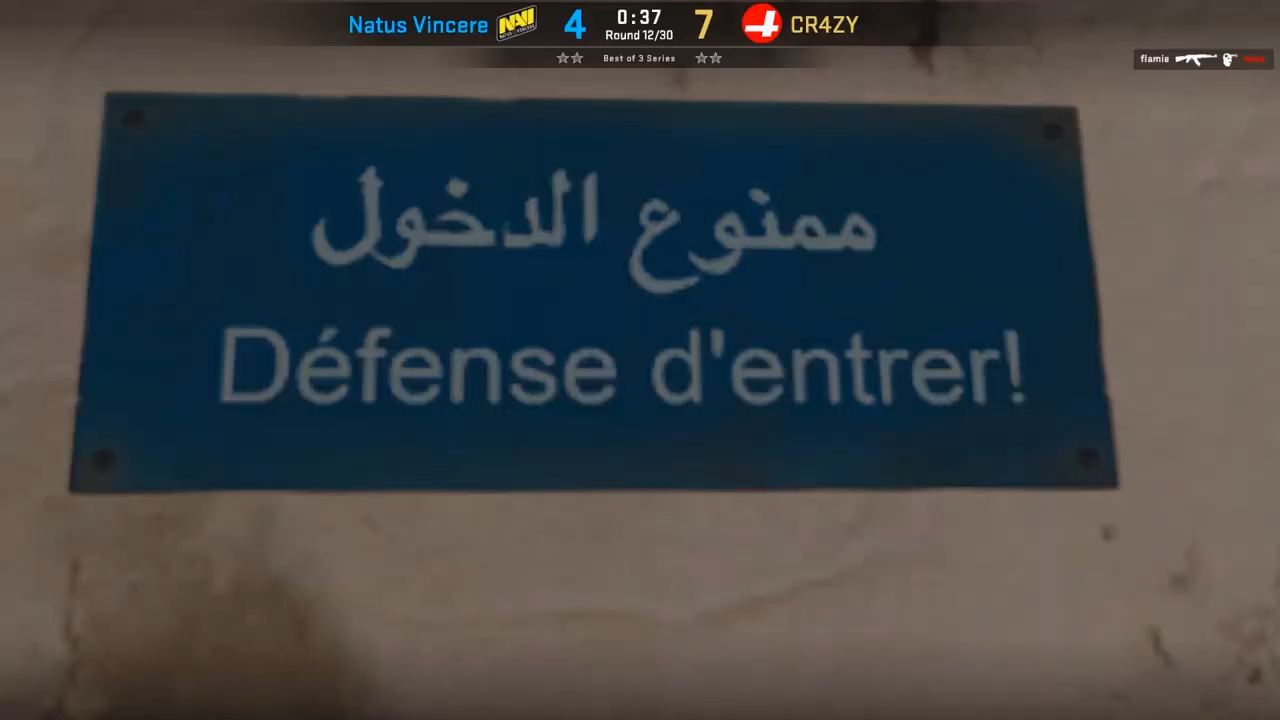 Natus Vincere 4 0:37 7 CR4ZY
Round 12/30
Best of 3 Series
flamie
ممنوع الدخول
Défense d'entrer!